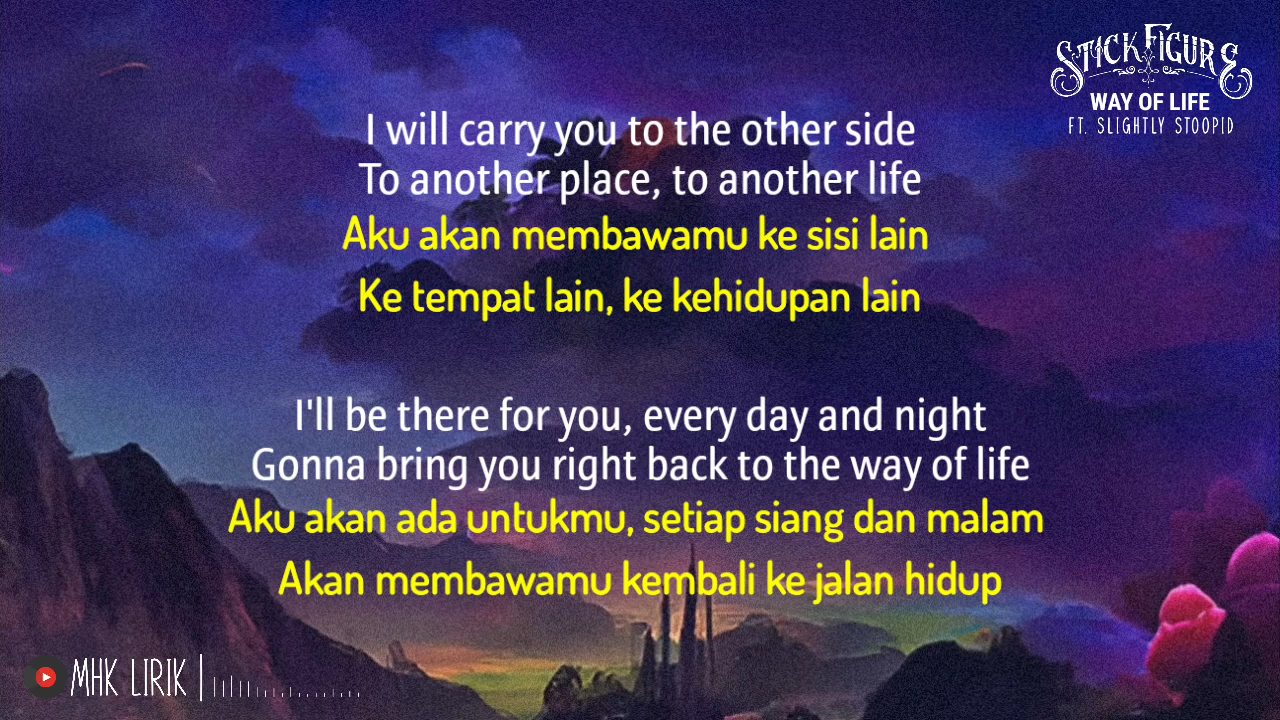 STICK FIGURE
WAY OF LIFE
FT. SLIGHTLY STOOPID
I will carry you to the other side
To another place, to another life
Aku akan membawamu ke sisi lain
Ke tempat lain, ke kehidupan lain
I'll be there for you, every day and night
Gonna bring you right back to the way of life
Aku akan ada untukmu, setiap siang dan malam
Akan membawamu kembali ke jalan hidup
MHK LIRIK